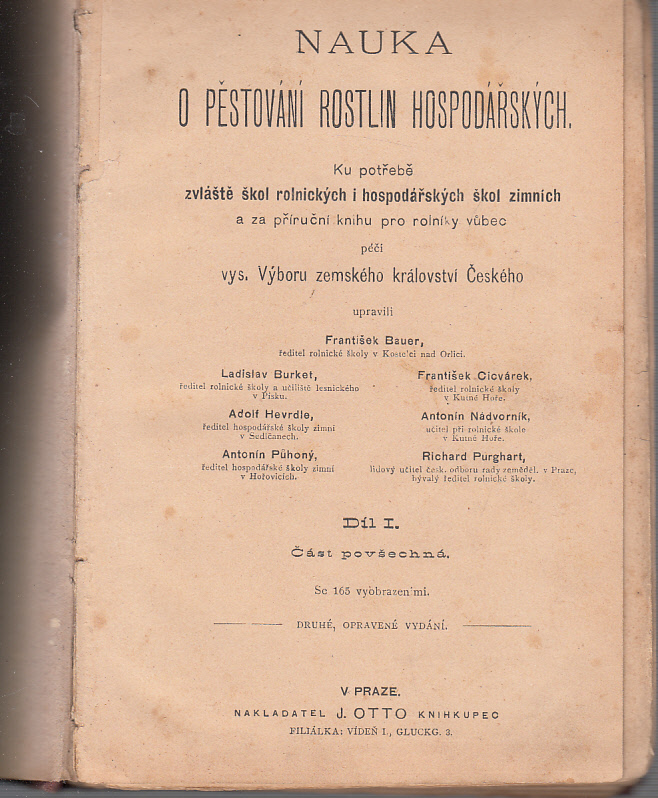 NAUKA
O PĚSTOVÁNÍ ROSTLIN HOSPODÁŘSKÝCH.
Ku potřebě
zvláště škol rolnických i hospodářských škol zimních
a za příruční knihu pro rolníky vůbec
péčí
vys. Výboru zemského království Českého
upravili
František Bauer,
ředitel rolnické školy v Kostelci nad Orlicí.
Ladislav Burket,
ředitel rolnické školy a učiliště lesnického
v Písku.
František Cicvárek,
ředitel rolnické školy
v Kutné Hoře.
Adolf Hevrdle,
ředitel hospodářské školy zimní
v Sedlčanech.
Antonín Nádvorník,
učitel při rolnické škole
v Kutné Hoře.
Antonín Půhoný,
ředitel hospodářské školy zimní
v Hořovicích.
Richard Purghart,
lidový učitel česk. odboru rady zeměděl. v Praze,
bývalý ředitel rolnické školy.
Díl I.
Část povšechná.
Se 165 vyobrazeními.
DRUHÉ, OPRAVENÉ VYDÁNÍ.
V PRAZE.
NAKLADATEL J. OTTO KNIHKUPEC
FILIÁLKA: VÍDEŇ I., GLUCKG. 3.